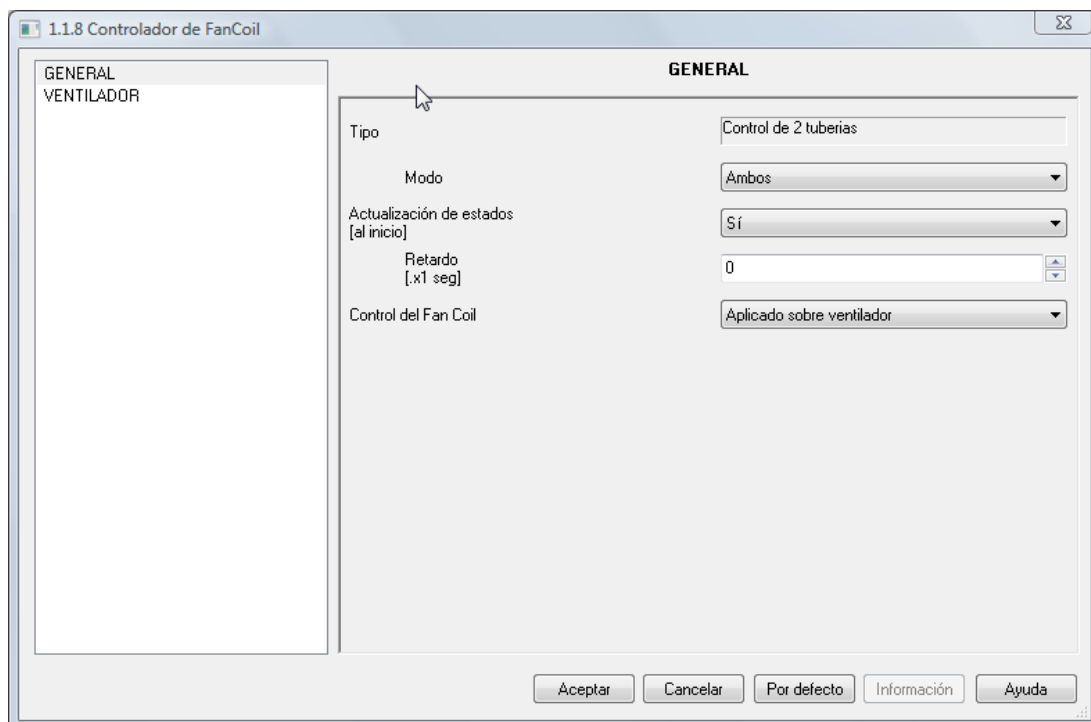 1.1.8 Controlador de FanCoil
GENERAL
VENTILADOR
GENERAL
Tipo
Control de 2 tuberias
Modo
Ambos
Actualización de estados
[al inicio]
Sí
Retardo
[.x1 seg]
0
Control del Fan Coil
Aplicado sobre ventilador
Aceptar
Cancelar
Por defecto
Información
Ayuda